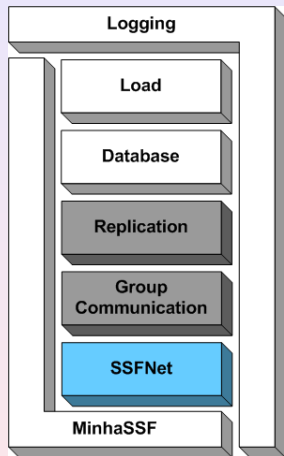 Logging
Load
Database
Replication
Group
Communication
SSFNet
MinhaSSF